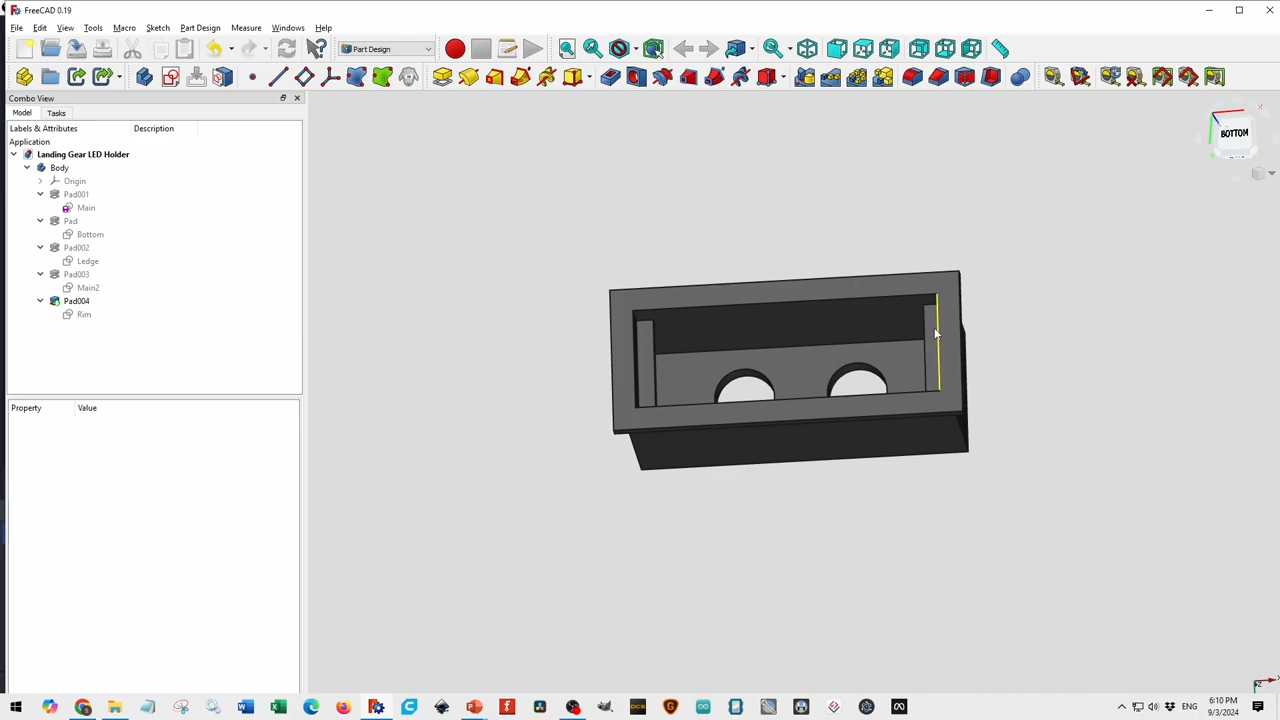 FreeCAD 0.19
File Edit View Tools Macro Sketch Part Design Measure Windows Help
Part Design
Combo View
Model Tasks
Labels & Attributes Description
Application
Landing Gear LED Holder
Body
Origin
Pad001
Main
Pad
Bottom
Pad002
Ledge
Pad003
Main2
Pad004
Rim
Property Value
BOTTOM
ENG
6:10 PM
9/3/2024